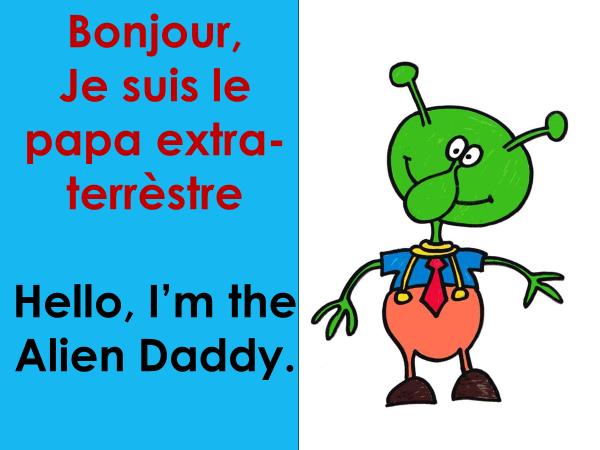 Bonjour,
Je suis le
papa extra-
terrèstre
Hello, I’m the
Alien Daddy.